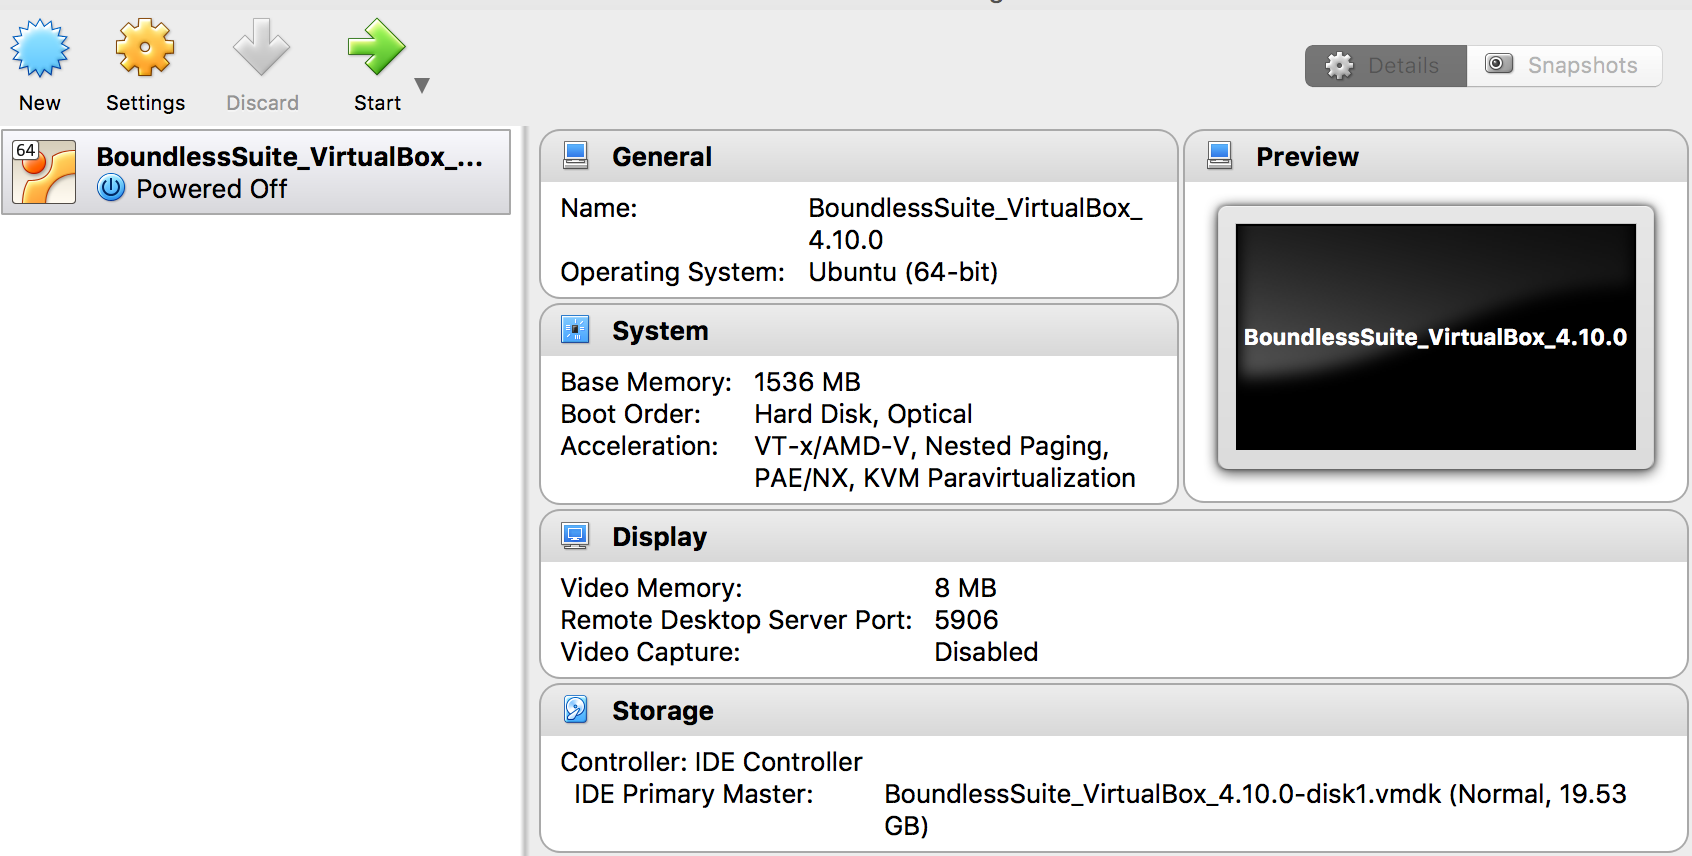 New
Settings
Discard
Start
Details
Snapshots
64
BoundlessSuite_VirtualBox_...
Powered Off
General
Name: BoundlessSuite_VirtualBox_
4.10.0
Operating System: Ubuntu (64-bit)
Preview
BoundlessSuite_VirtualBox_4.10.0
System
Base Memory: 1536 MB
Boot Order: Hard Disk, Optical
Acceleration: VT-x/AMD-V, Nested Paging,
PAE/NX, KVM Paravirtualization
Display
Video Memory: 8 MB
Remote Desktop Server Port: 5906
Video Capture: Disabled
Storage
Controller: IDE Controller
IDE Primary Master: BoundlessSuite_VirtualBox_4.10.0-disk1.vmdk (Normal, 19.53
GB)